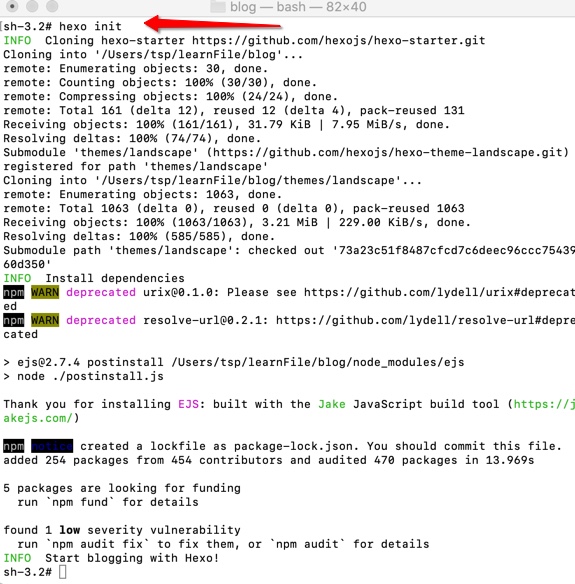 blog — bash — 82×40
sh-3.2# hexo init
INFO  Cloning hexo-starter https://github.com/hexojs/hexo-starter.git
Cloning into '/Users/tsp/learnFile/blog'...
remote: Enumerating objects: 30, done.
remote: Counting objects: 100% (30/30), done.
remote: Compressing objects: 100% (24/24), done.
remote: Total 161 (delta 12), reused 12 (delta 4), pack-reused 131
Receiving objects: 100% (161/161), 31.79 KiB | 7.95 MiB/s, done.
Resolving deltas: 100% (74/74), done.
Submodule 'themes/landscape' (https://github.com/hexojs/hexo-theme-landscape.git)
registered for path 'themes/landscape'
Cloning into '/Users/tsp/learnFile/blog/themes/landscape'...
remote: Enumerating objects: 1063, done.
remote: Total 1063 (delta 0), reused 0 (delta 0), pack-reused 1063
Receiving objects: 100% (1063/1063), 3.21 MiB | 229.00 KiB/s, done.
Resolving deltas: 100% (585/585), done.
Submodule path 'themes/landscape': checked out '73a23c51f8487cfcd7c6deec96ccc75439
60d350'
INFO  Install dependencies
npm WARN deprecated urix@0.1.0: Please see https://github.com/lydell/urix#deprecat
ed
npm WARN deprecated resolve-url@0.2.1: https://github.com/lydell/resolve-url#depre
cated

> ejs@2.7.4 postinstall /Users/tsp/learnFile/blog/node_modules/ejs
> node ./postinstall.js

Thank you for installing EJS: built with the Jake JavaScript build tool (https://j
akejs.com/)

npm notice created a lockfile as package-lock.json. You should commit this file.
added 254 packages from 454 contributors and audited 470 packages in 13.969s

5 packages are looking for funding
  run `npm fund` for details

found 1 low severity vulnerability
  run `npm audit fix` to fix them, or `npm audit` for details
INFO  Start blogging with Hexo!
sh-3.2#